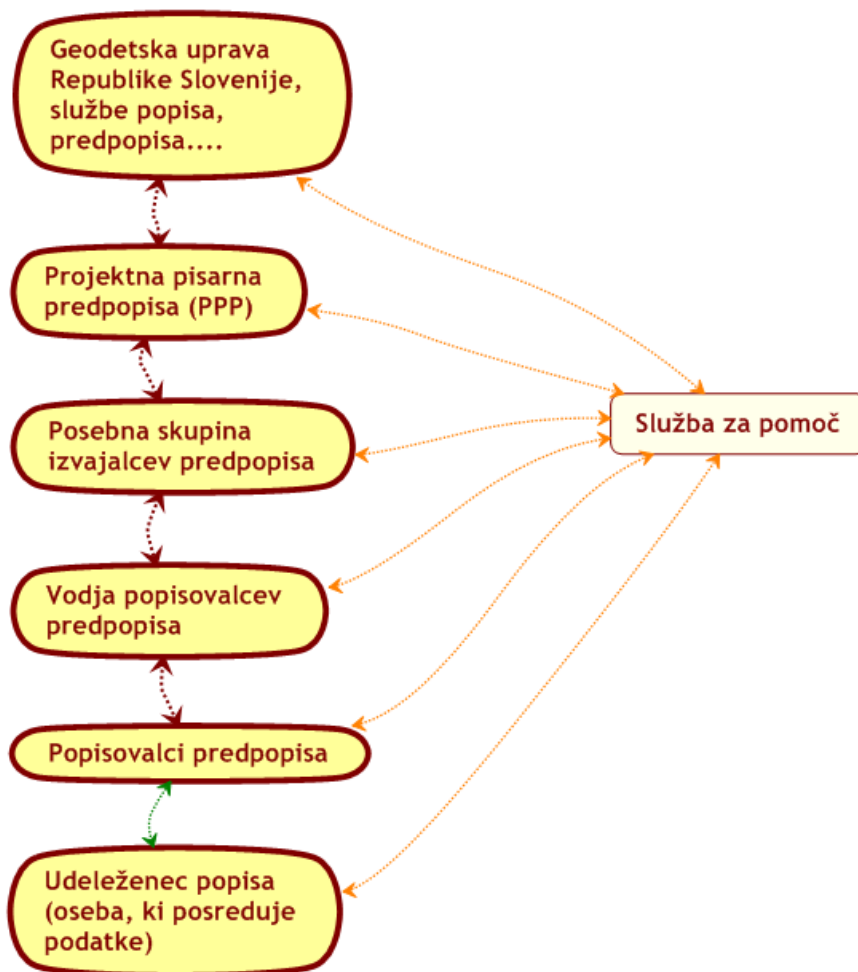 Geodetska uprava
Republike Slovenije,
službe popisa,
predpopisa....
Projektna pisarna
predpopisa (PPP)
Posebna skupina
izvajalcev predpopisa
Služba za pomoč
Vodja popisovalcev
predpopisa
Popisovalci predpopisa
Udeleženec popisa
(oseba, ki posreduje
podatke)